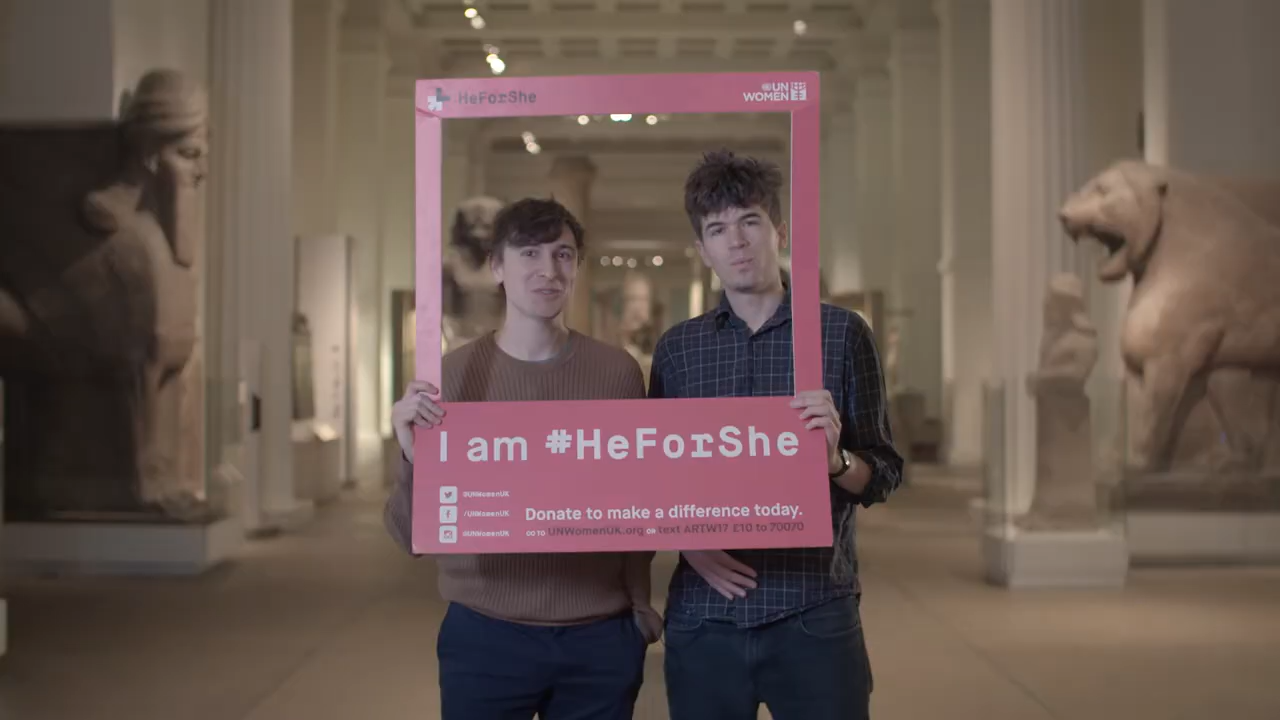 HeForShe
UN
WOMEN
I am #HeForShe
@UNWomenUK
/UNWomenUK
@UNWomenUK
Donate to make a difference today.
GO TO UNWomenUK.org OR text ARTW17 £10 to 70070